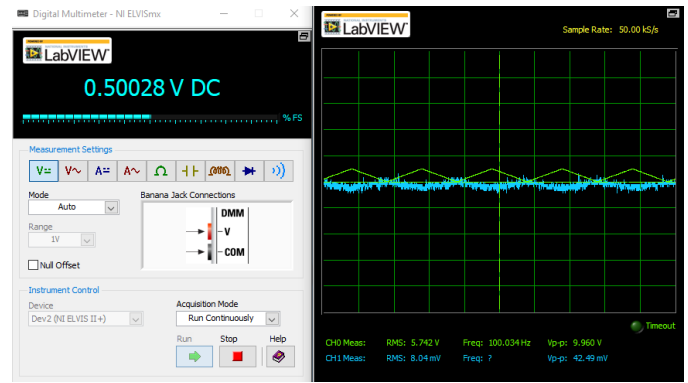 Digital Multimeter - NI ELVISmx
LabVIEW
0.50028 V DC
% FS
Measurement Settings
V= V~ A= A~ Ω
Mode
Auto
Banana Jack Connections
DMM
V
COM
Range
1V
Null Offset
Instrument Control
Device
Dev2 (NI ELVIS II+)
Acquisition Mode
Run Continuously
Run Stop Help
LabVIEW
Sample Rate: 50.00 kS/s
Timeout
CH0 Meas: RMS: 5.742 V Freq: 100.034 Hz Vp-p: 9.960 V
CH1 Meas: RMS: 8.04 mV Freq: ? Vp-p: 42.49 mV